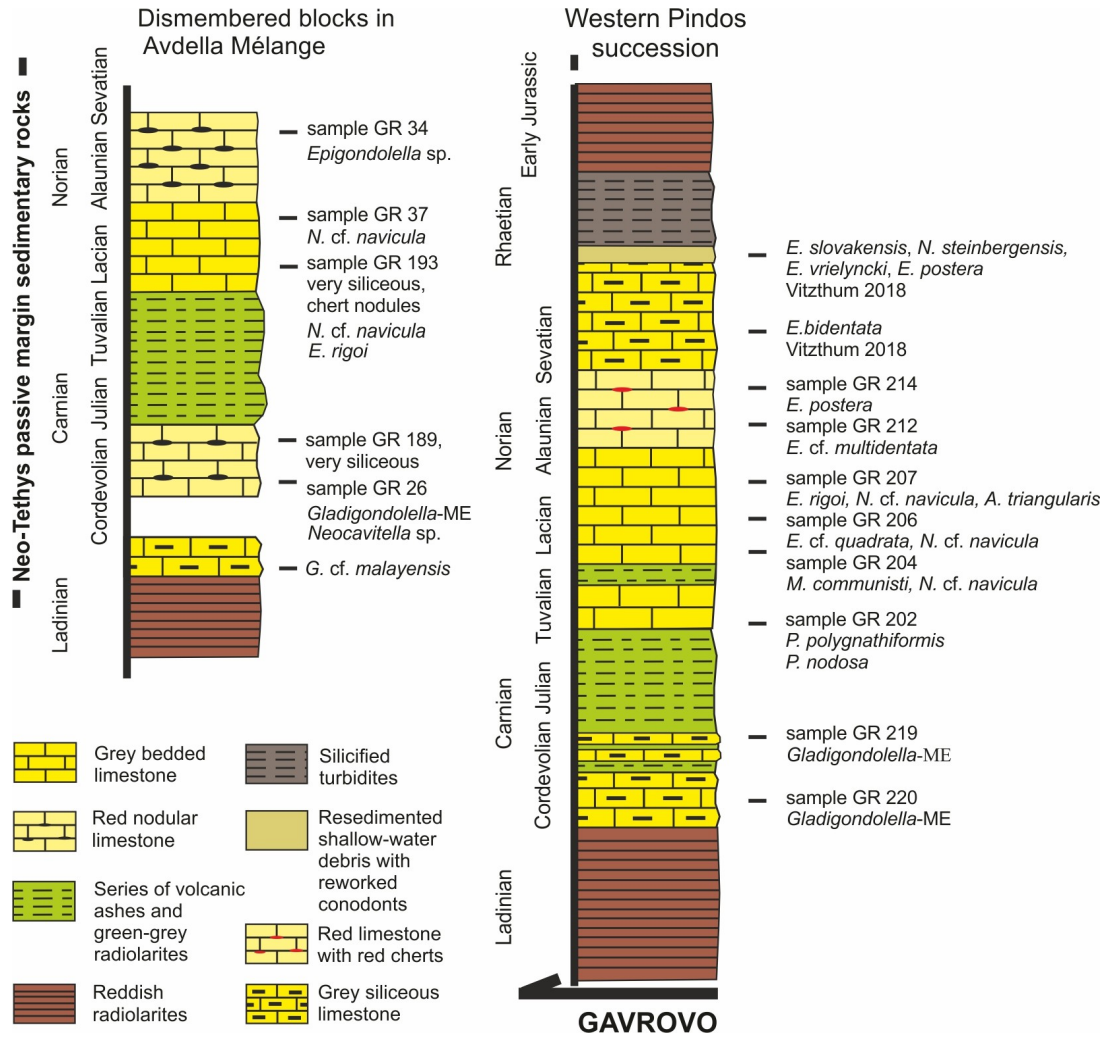 Dismembered blocks in
Avdella Mélange
Western Pindos
succession
Neo-Tethys passive margin sedimentary rocks
Norian
Carnian
Ladinian
Sevatian
Alaunian
Lacian
Tuvalian
Julian
Cordevolian
sample GR 34
Epigondolella sp.
sample GR 37
N. cf. navicula
sample GR 193
very siliceous,
chert nodules
N. cf. navicula
E. rigoi
sample GR 189,
very siliceous
sample GR 26
Gladigondolella-ME
Neocavitella sp.
G. cf. malayensis
Early Jurassic
Rhaetian
Norian
Carnian
Ladinian
Sevatian
Alaunian
Lacian
Tuvalian
Julian
Cordevolian
E. slovakensis, N. steinbergensis,
E. vrielyncki, E. postera
Vitzthum 2018
E.bidentata
Vitzthum 2018
sample GR 214
E. postera
sample GR 212
E. cf. multidentata
sample GR 207
E. rigoi, N. cf. navicula, A. triangularis
sample GR 206
E. cf. quadrata, N. cf. navicula
sample GR 204
M. communisti, N. cf. navicula
sample GR 202
P. polygnathiformis
P. nodosa
sample GR 219
Gladigondolella-ME
sample GR 220
Gladigondolella-ME
GAVROVO
Grey bedded
limestone
Red nodular
limestone
Series of volcanic
ashes and
green-grey
radiolarites
Reddish
radiolarites
Silicified
turbidites
Resedimented
shallow-water
debris with
reworked
conodonts
Red limestone
with red cherts
Grey siliceous
limestone